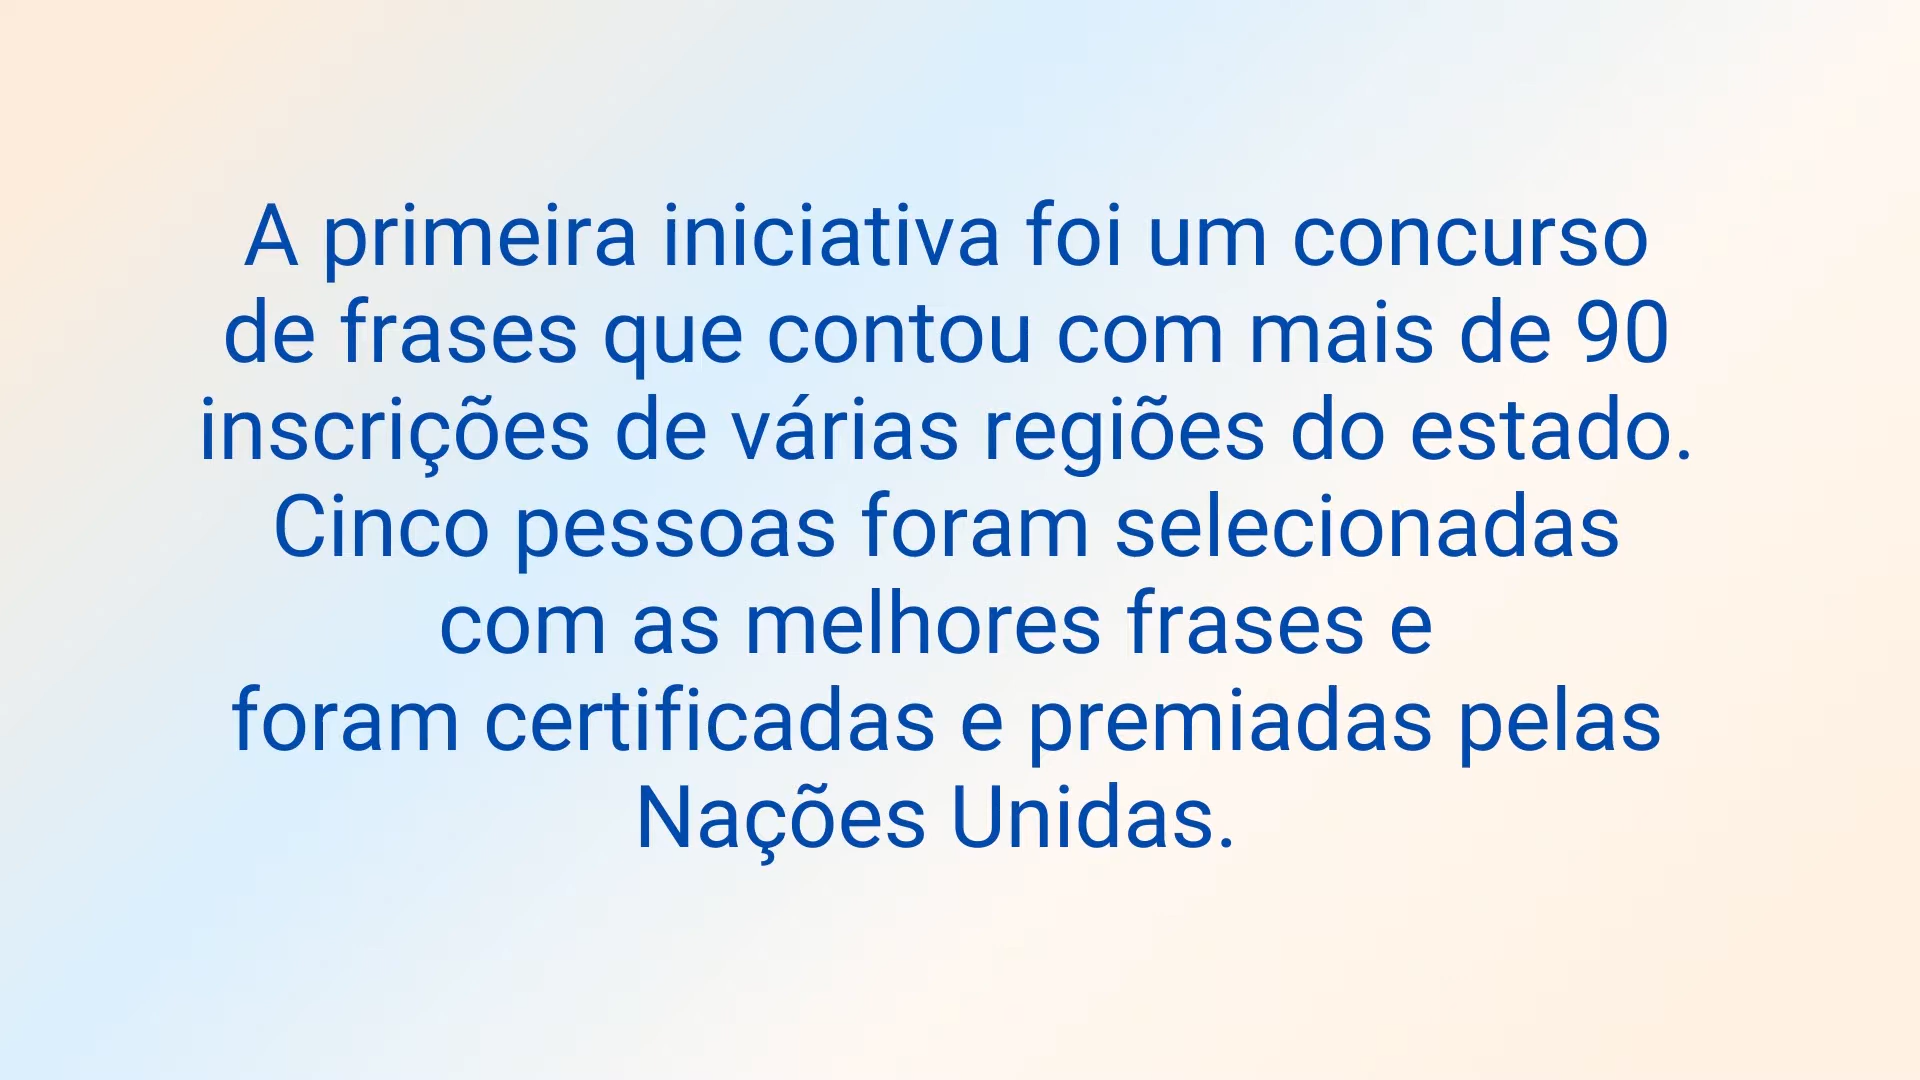 A primeira iniciativa foi um concurso
de frases que contou com mais de 90
inscrições de várias regiões do estado.
Cinco pessoas foram selecionadas
com as melhores frases e
foram certificadas e premiadas pelas
Nações Unidas.